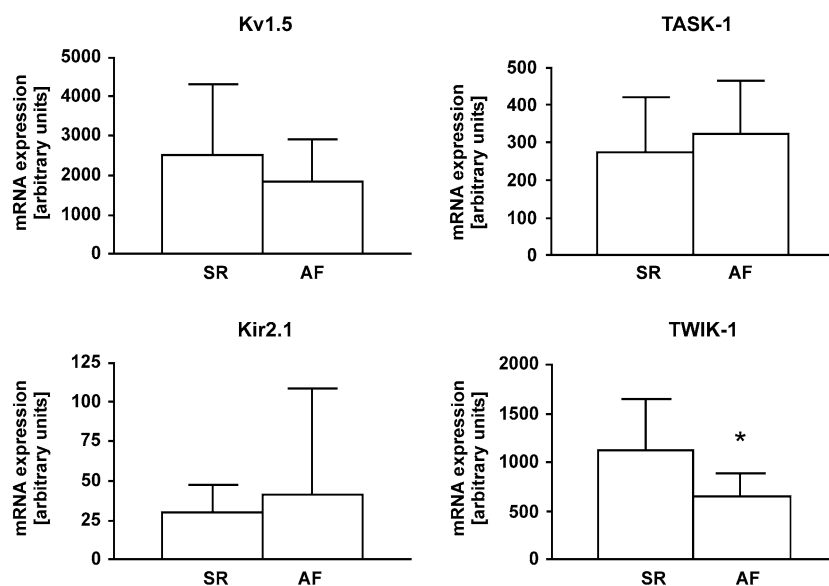 Kv1.5
mRNA expression
[arbitrary units]
5000
4000
3000
2000
1000
0
SR AF
TASK-1
mRNA expression
[arbitrary units]
500
400
300
200
100
0
SR AF
Kir2.1
mRNA expression
[arbitrary units]
125
100
75
50
25
0
SR AF
TWIK-1
mRNA expression
[arbitrary units]
2000
1500
1000
500
0
*
SR AF